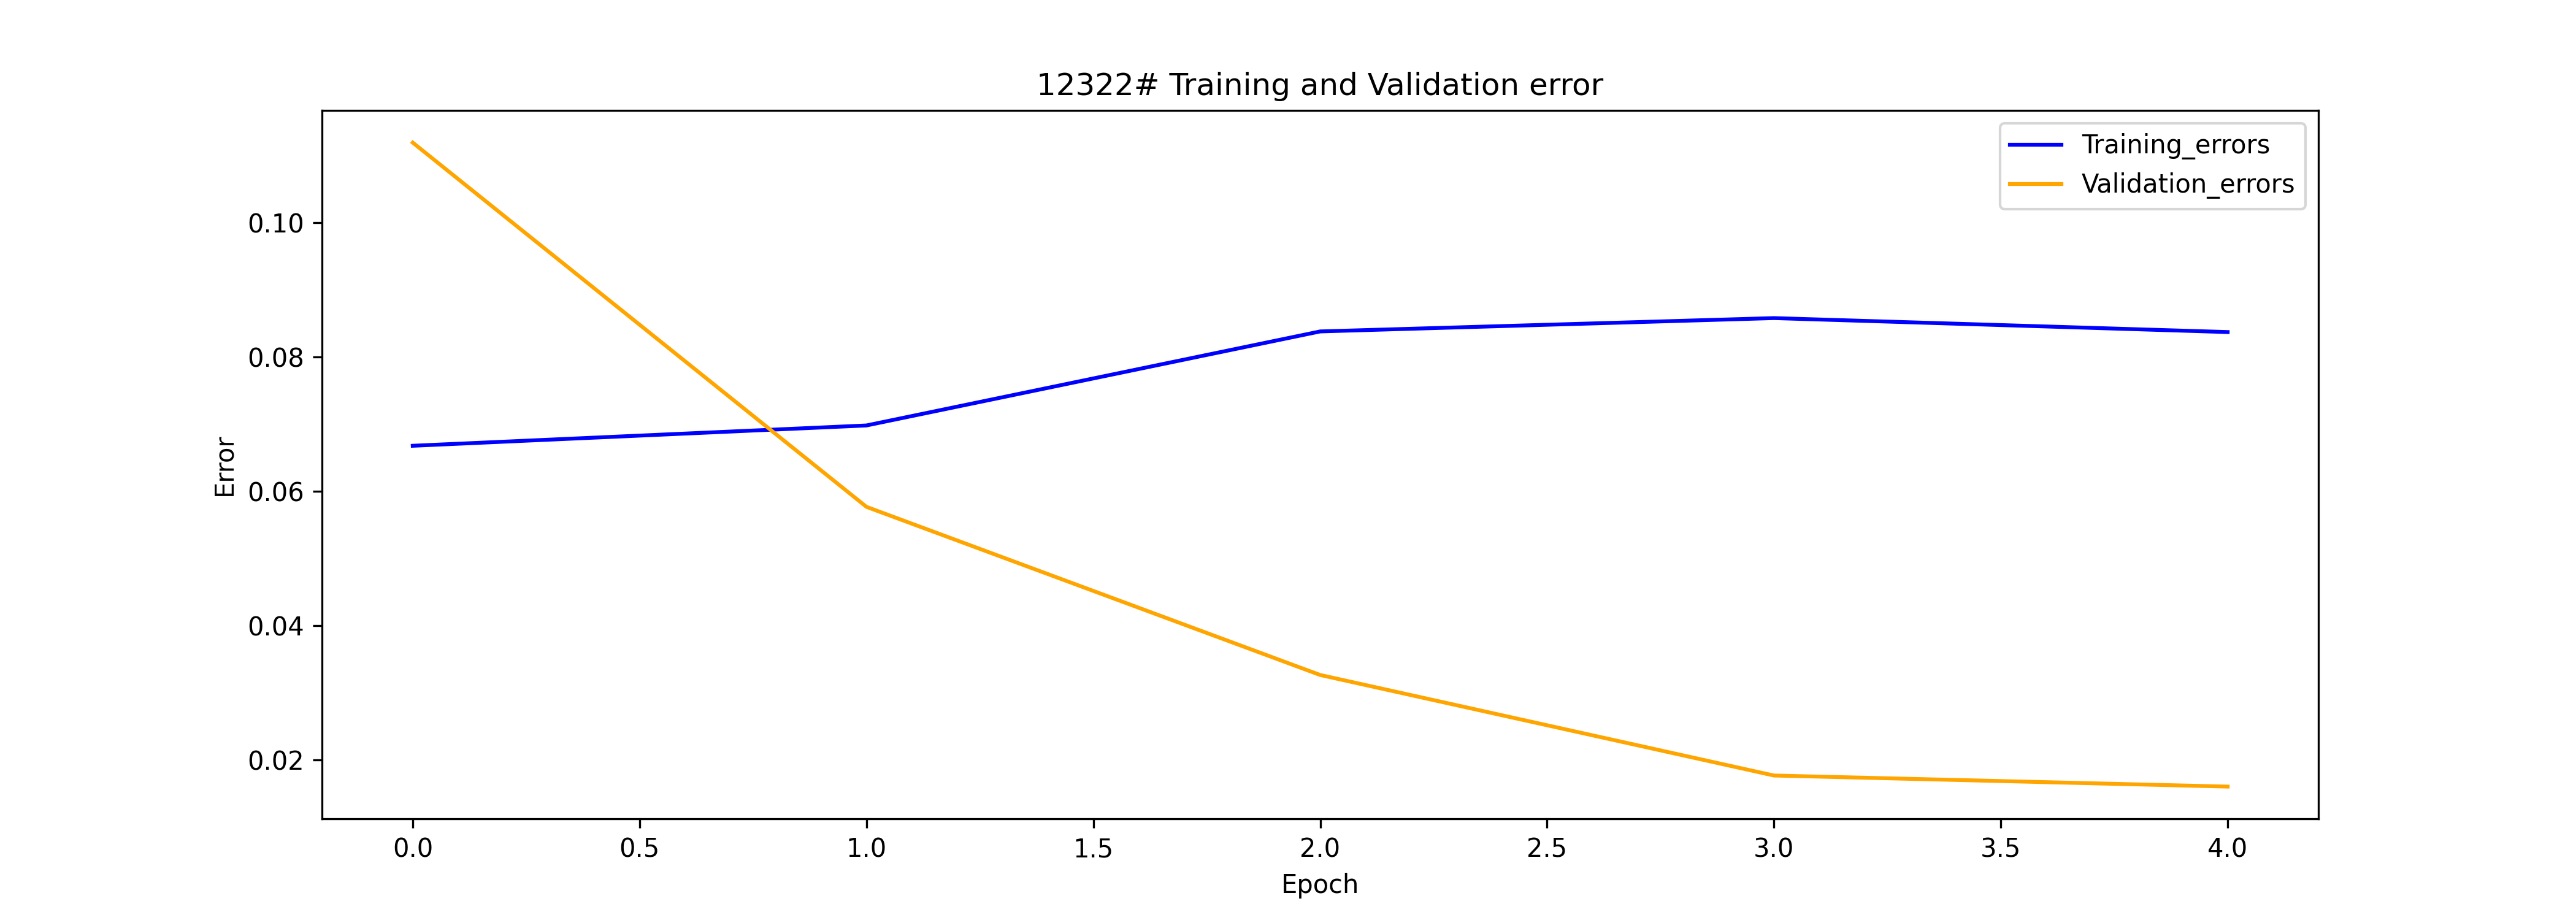 12322# Training and Validation error
Training_errors
Validation_errors
0.10
0.08
0.06
0.04
0.02
Error
0.0 0.5 1.0 1.5 2.0 2.5 3.0 3.5 4.0
Epoch